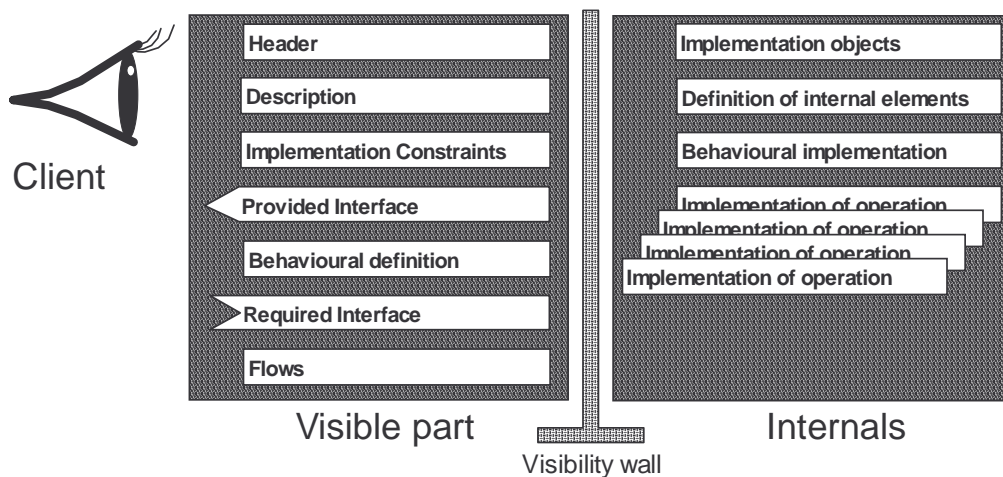 Client
Header
Description
Implementation Constraints
Provided Interface
Behavioural definition
Required Interface
Flows
Visible part
Visibility wall
Implementation objects
Definition of internal elements
Behavioural implementation
Implementation of operation
Implementation of operation
Implementation of operation
Implementation of operation
Internals